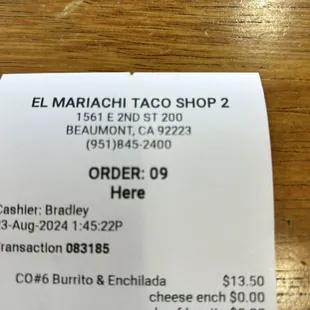 EL MARIACHI TACO SHOP 2
1561 E 2ND ST 200
BEAUMONT, CA 92223
(951)845-2400
ORDER: 09
Here
Cashier: Bradley
3-Aug-2024 1:45:22P
Transaction 083185
CO#6 Burrito & Enchilada $13.50
cheese ench $0.00